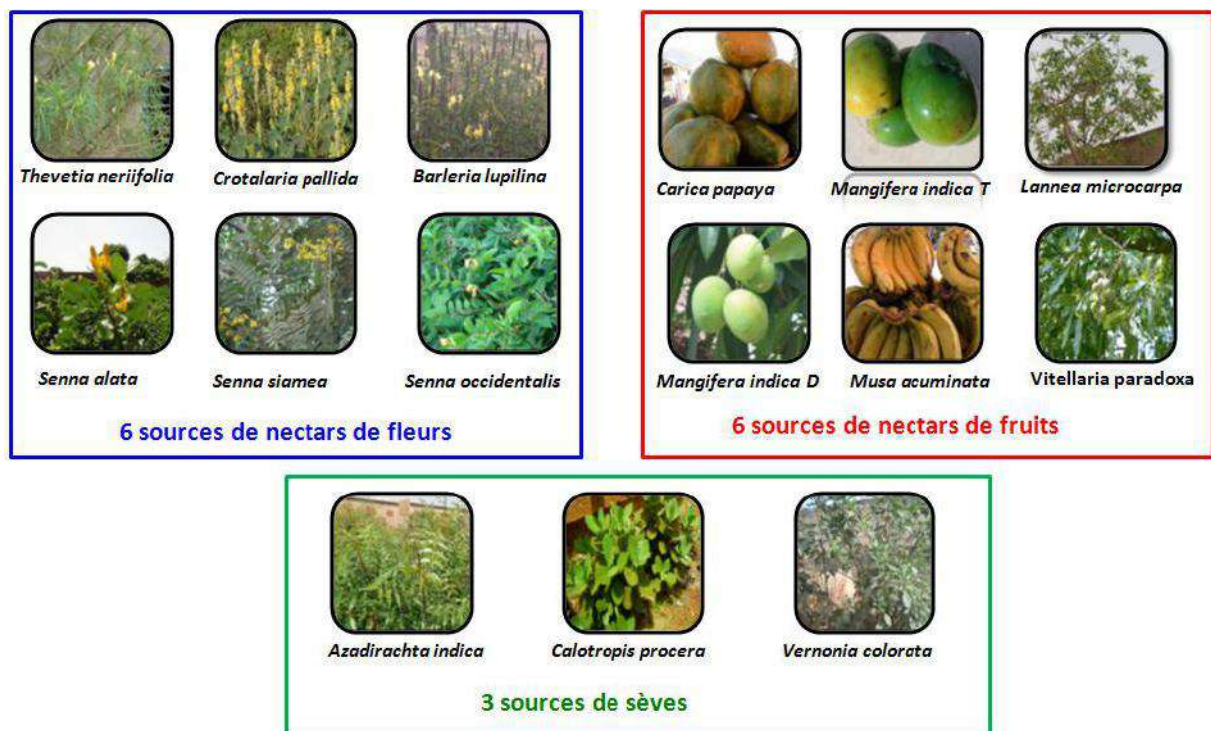 Thevetia neriifolia
Crotalaria pallida
Barleria lupilina
Senna alata
Senna siamea
Senna occidentalis
6 sources de nectars de fleurs
Carica papaya
Mangifera indica T
Lannea microcarpa
Mangifera indica D
Musa acuminata
Vitellaria paradoxa
6 sources de nectars de fruits
Azadirachta indica
Calotropis procera
Vernonia colorata
3 sources de sèves